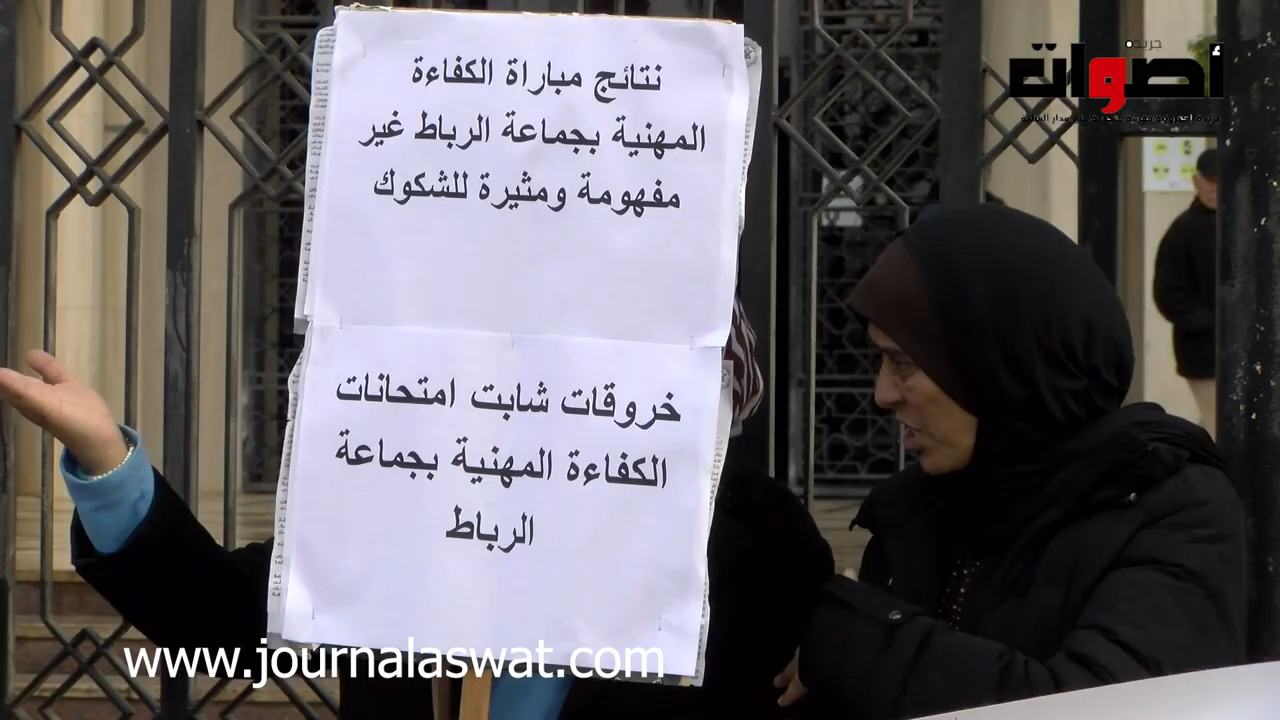 نتائج مباراة الكفاءة
المهنية بجماعة الرباط غير
مفهومة ومثيرة للشكوك
خروقات شابت امتحانات
الكفاءة المهنية بجماعة
الرباط
جريدة
أصوات
www.journalaswat.com